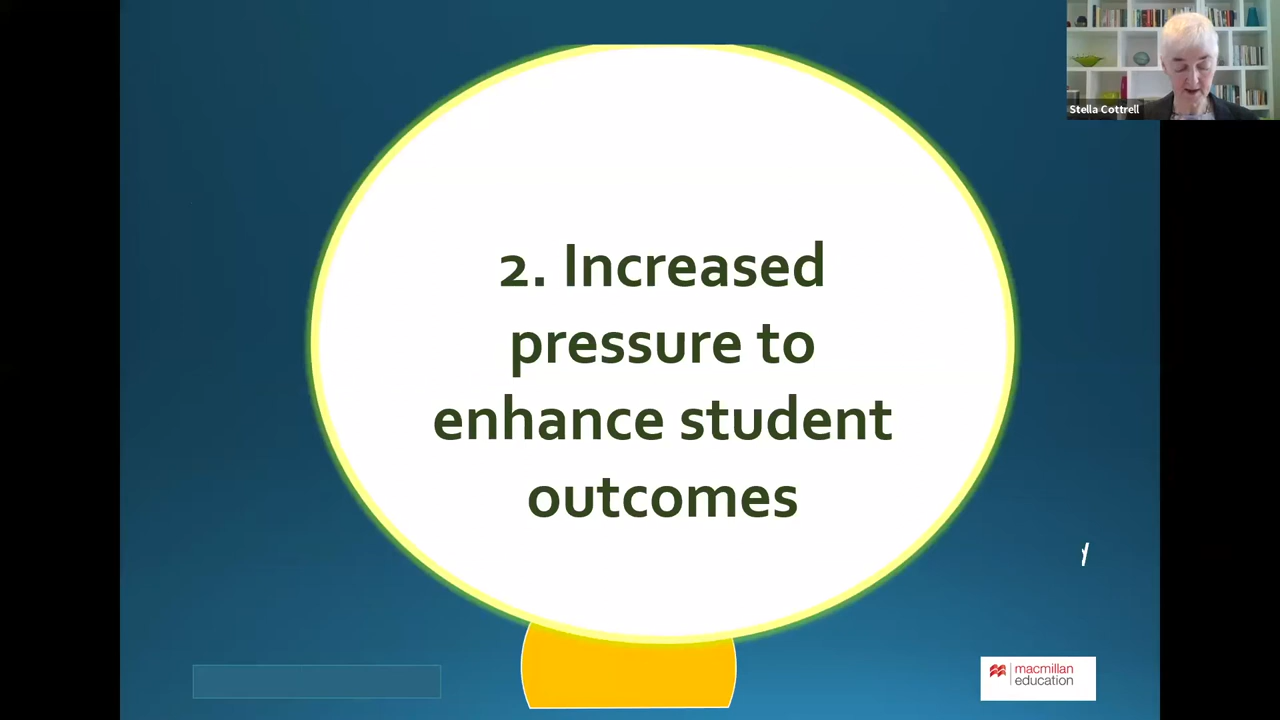 Stella Cottrell
2. Increased
pressure to
enhance student
outcomes
macmillan
education